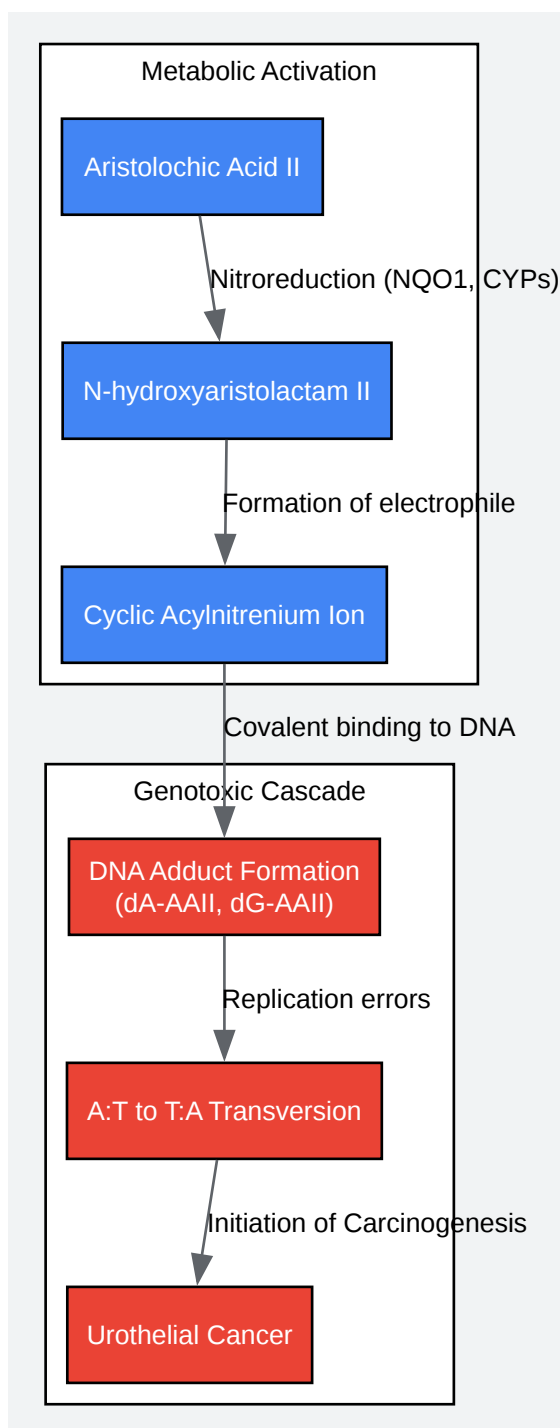 Metabolic Activation
Aristolochic Acid II
Nitroreduction (NQO1, CYPs)
N-hydroxyaristolactam II
Formation of electrophile
Cyclic Acylnitrenium Ion
Covalent binding to DNA
Genotoxic Cascade
DNA Adduct Formation
(dA-AAII, dG-AAII)
Replication errors
A:T to T:A Transversion
Initiation of Carcinogenesis
Urothelial Cancer